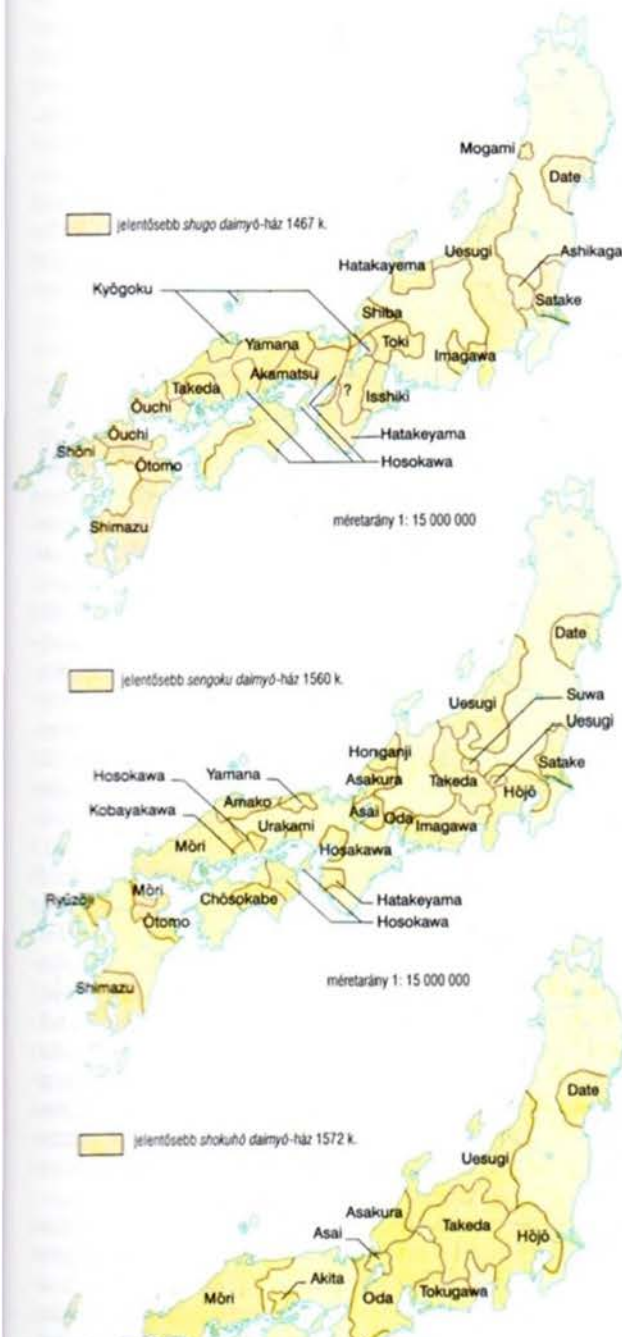 Mogami
Date
jelentősebb shugo daimyō-ház 1467 k.
Uesugi
Ashikaga
Hatakayema
Kyōgoku
Satake
Shiba
Yamana
Toki
Imagawa
Takeda
Akamatsu
?
Isshiki
Ōuchi
Ōuchi
Hatakeyama
Shōni
Ōtomo
Hosokawa
Shimazu
méretarány 1: 15 000 000
Date
jelentősebb sengoku daimyō-ház 1560 k.
Suwa
Uesugi
Uesugi
Honganji
Satake
Hosokawa
Yamana
Asakura
Takeda
Hōjō
Amako
Kobayakawa
Urakami
Asai
Oda
Imagawa
Mōri
Hosakawa
Ryūzōji
Mōri
Chōsokabe
Hatakeyama
Ōtomo
Hosokawa
Shimazu
méretarány 1: 15 000 000
Date
jelentősebb shokuhō daimyō-ház 1572 k.
Uesugi
Asakura
Takeda
Asai
Hōjō
Akita
Mōri
Oda
Tokugawa